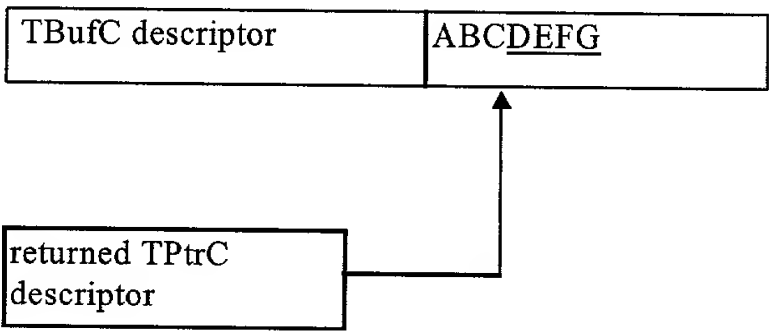 TBufC descriptor
ABCDEFG
returned TPtrC
descriptor